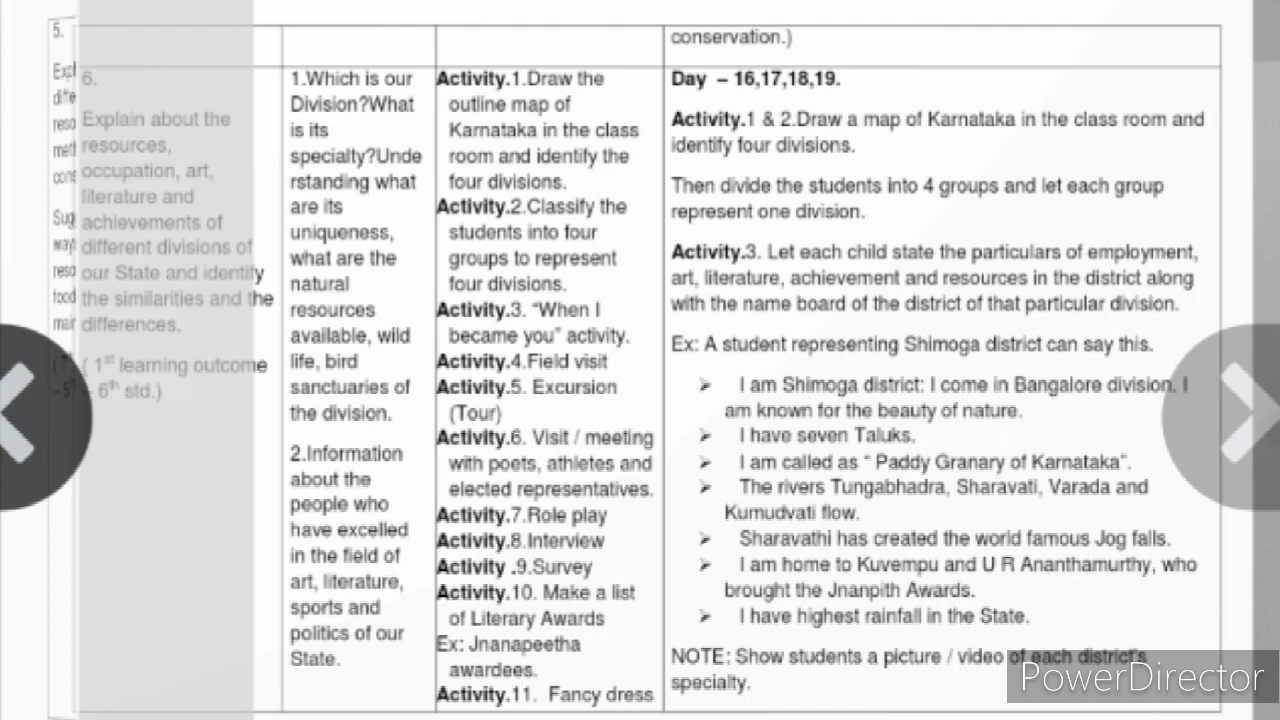 5.
conservation.)
6.
Explain about the
resources,
occupation, art,
literature and
achievements of
different divisions of
our State and identify
the similarities and the
differences.
( 1st learning outcome
- 6th std.)
1.Which is our
Division?What
is its
specialty?Unde
rstanding what
are its
uniqueness,
what are the
natural
resources
available, wild
life, bird
sanctuaries of
the division.
2.Information
about the
people who
have excelled
in the field of
art, literature,
sports and
politics of our
State.
Activity.1.Draw the
outline map of
Karnataka in the class
room and identify the
four divisions.
Activity.2.Classify the
students into four
groups to represent
four divisions.
Activity.3. "When I
became you" activity.
Activity.4.Field visit
Activity.5. Excursion
(Tour)
Activity.6. Visit / meeting
with poets, athletes and
elected representatives.
Activity.7.Role play
Activity.8.Interview
Activity .9.Survey
Activity.10. Make a list
of Literary Awards
Ex: Jnanapeetha
awardees.
Activity.11. Fancy dress
Day – 16,17,18,19.
Activity.1 & 2.Draw a map of Karnataka in the class room and
identify four divisions.
Then divide the students into 4 groups and let each group
represent one division.
Activity.3. Let each child state the particulars of employment,
art, literature, achievement and resources in the district along
with the name board of the district of that particular division.
Ex: A student representing Shimoga district can say this.
➢ I am Shimoga district: I come in Bangalore division. I
am known for the beauty of nature.
➢ I have seven Taluks.
➢ I am called as " Paddy Granary of Karnataka".
➢ The rivers Tungabhadra, Sharavati, Varada and
Kumudvati flow.
➢ Sharavathi has created the world famous Jog falls.
➢ I am home to Kuvempu and U R Ananthamurthy, who
brought the Jnanpith Awards.
➢ I have highest rainfall in the State.
NOTE: Show students a picture / video of each district's
specialty.
PowerDirector